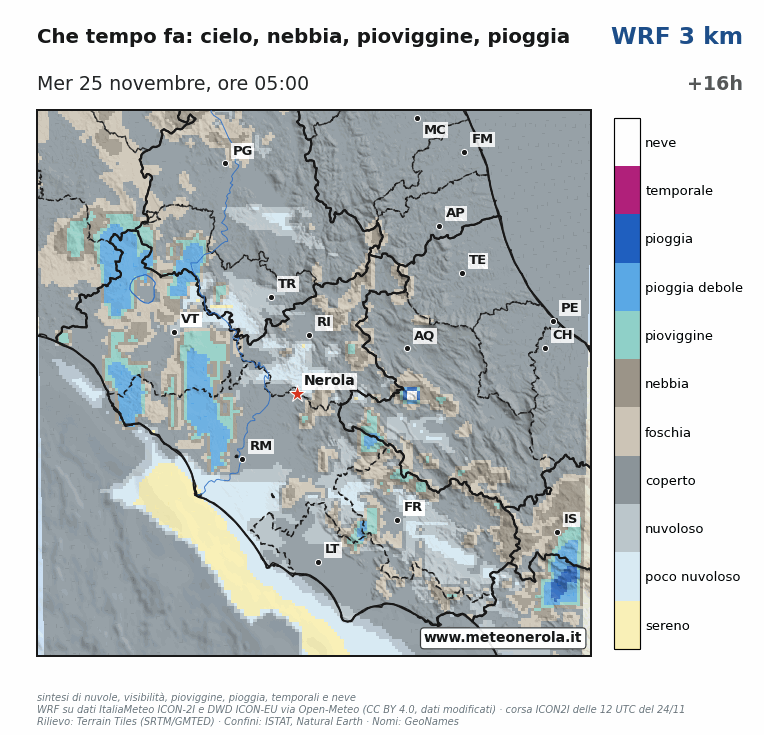 Che tempo fa: cielo, nebbia, pioviggine, pioggia
WRF 3 km
Mer 25 novembre, ore 05:00
+16h
MC
FM
PG
AP
TE
TR
PE
VT
RI
AQ
CH
Nerola
RM
FR
IS
LT
www.meteonerola.it
neve
temporale
pioggia
pioggia debole
pioviggine
nebbia
foschia
coperto
nuvoloso
poco nuvoloso
sereno
sintesi di nuvole, visibilità, pioviggine, pioggia, temporali e neve
WRF su dati ItaliaMeteo ICON-2I e DWD ICON-EU via Open-Meteo (CC BY 4.0, dati modificati) · corsa ICON2I delle 12 UTC del 24/11
Rilievo: Terrain Tiles (SRTM/GMTED) · Confini: ISTAT, Natural Earth · Nomi: GeoNames